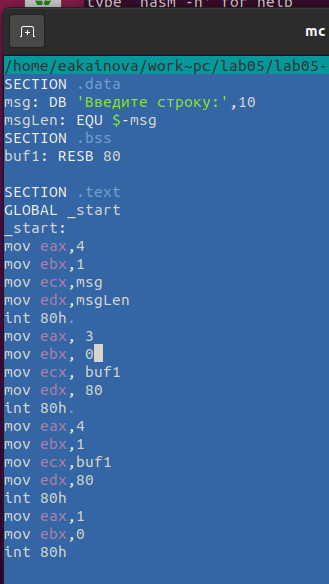 type 'nasm -h' for help
mc
/home/eakainova/work~pc/lab05/lab05-
SECTION .data
msg: DB 'Введите строку:',10
msgLen: EQU $-msg
SECTION .bss
buf1: RESB 80
SECTION .text
GLOBAL _start
_start:
mov eax,4
mov ebx,1
mov ecx,msg
mov edx,msgLen
int 80h.
mov eax, 3
mov ebx, 0
mov ecx, buf1
mov edx, 80
int 80h.
mov eax,4
mov ebx,1
mov ecx,buf1
mov edx,80
int 80h
mov eax,1
mov ebx,0
int 80h